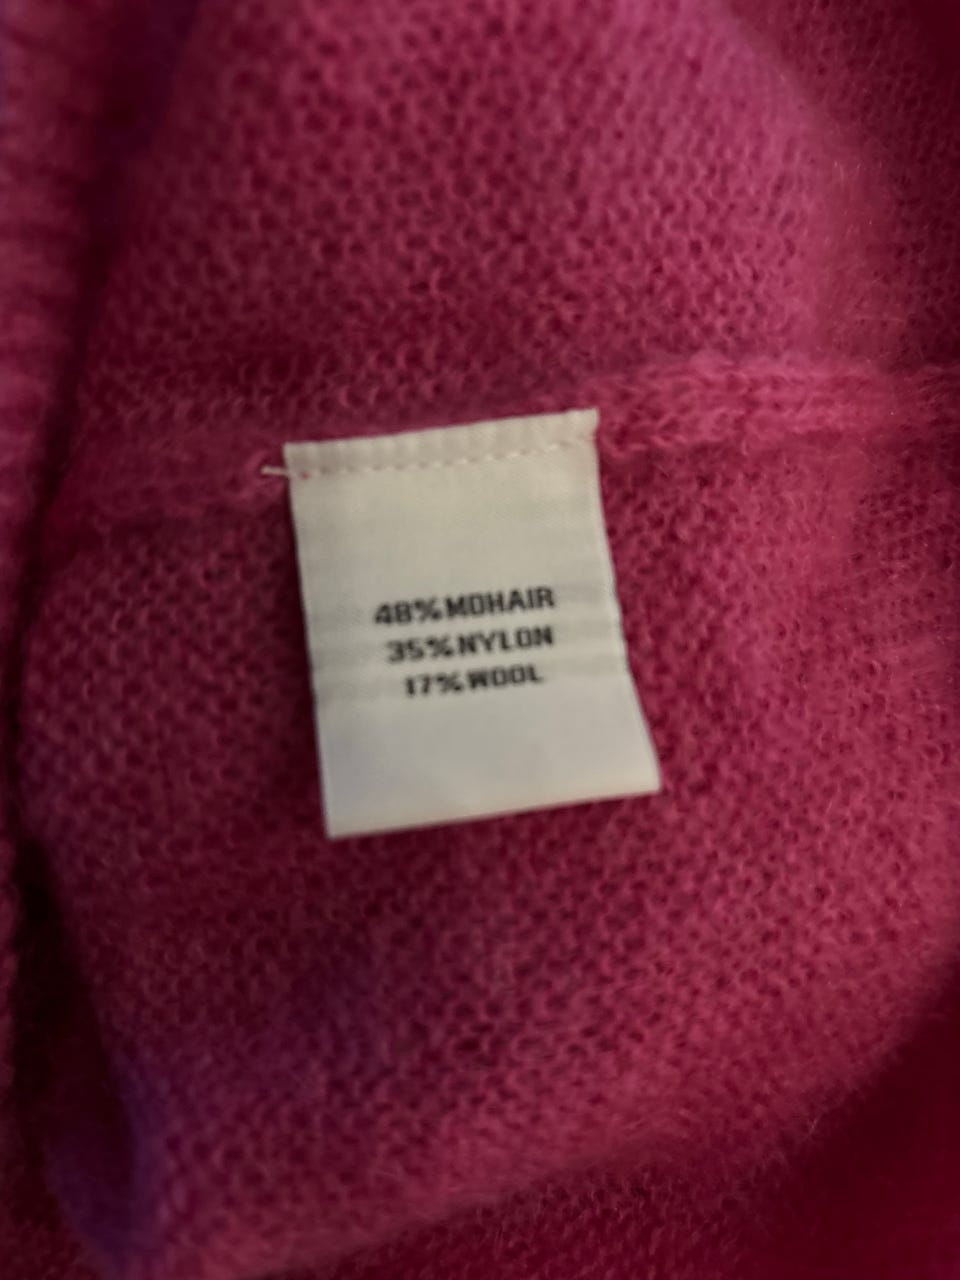 48% MOHAIR
35% NYLON
17% WOOL